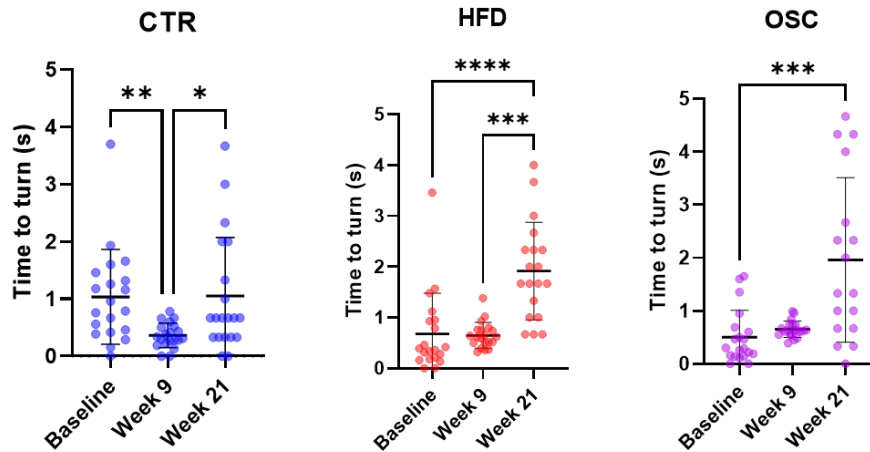 CTR
Time to turn (s)
5
4
3
2
1
0
** *
Baseline
Week 9
Week 21
HFD
Time to turn (s)
5
4
3
2
1
0
****
***
Baseline
Week 9
Week 21
OSC
Time to turn (s)
5
4
3
2
1
0
***
Baseline
Week 9
Week 21